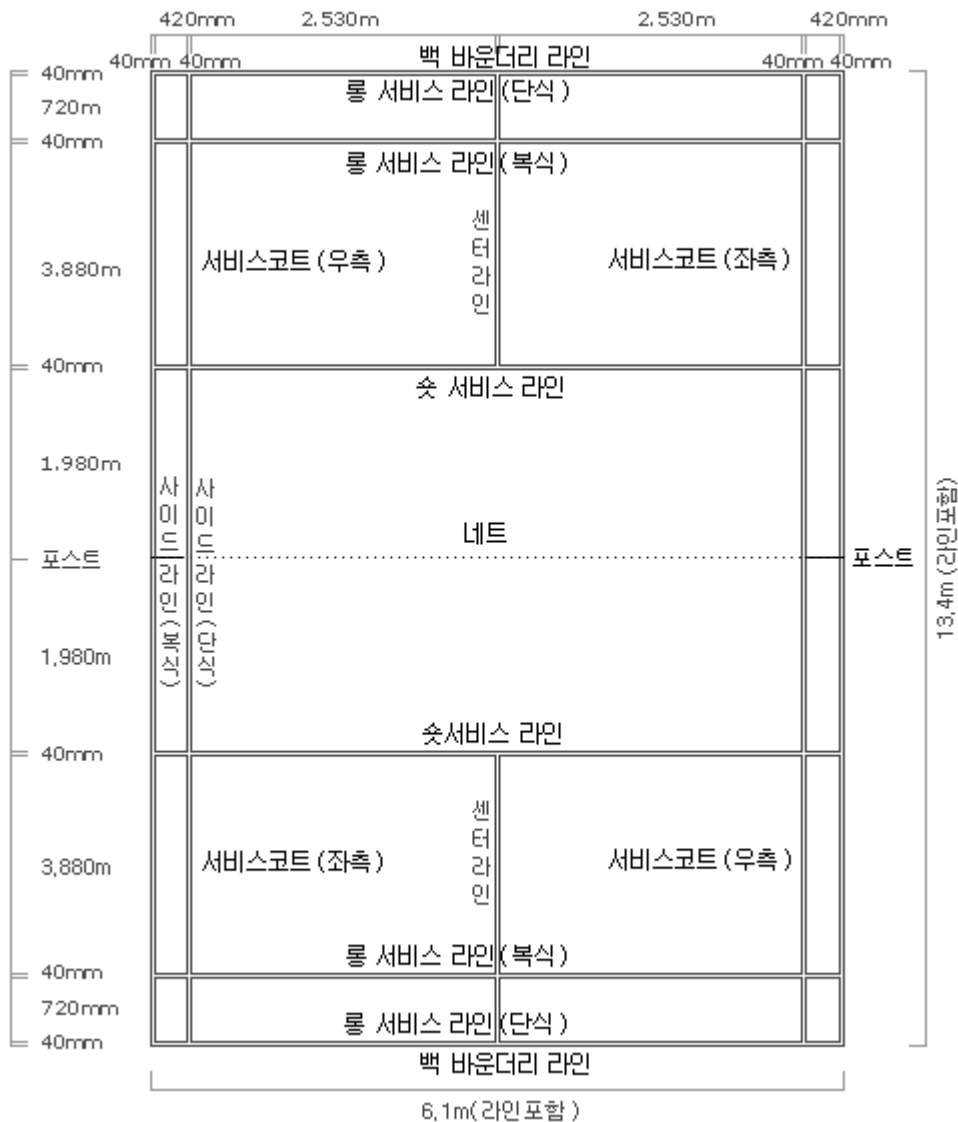 420mm 2.530m 2.530m 420mm
40mm 40mm 백 바운더리 라인 40mm 40mm
40mm
롱 서비스 라인(단식)
720m
40mm
롱 서비스 라인(복식)
센터라인
서비스코트(우측)
서비스코트(좌측)
3.880m
40mm
숏 서비스 라인
1.980m
사이드라인(복식)
사이드라인(단식)
네트
포스트
포스트
13,4m(라인포함)
1,980m
숏서비스 라인
40mm
센터라인
서비스코트(좌측)
서비스코트(우측)
3,880m
롱 서비스 라인(복식)
40mm
720mm
롱 서비스 라인(단식)
40mm
백 바운더리 라인
6,1m(라인포함)